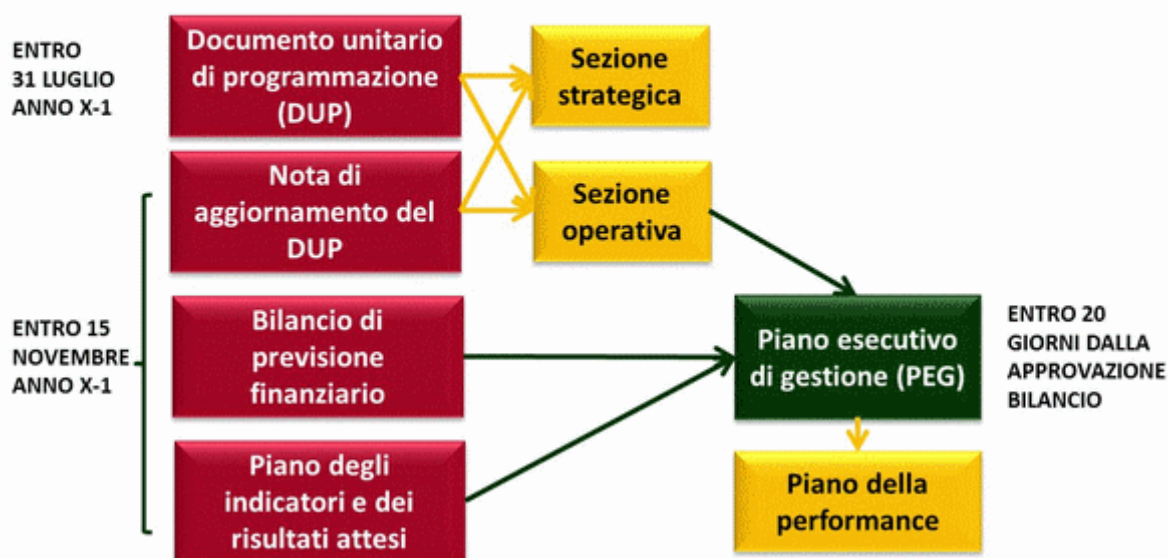 ENTRO
31 LUGLIO
ANNO X-1
Documento unitario
di programmazione
(DUP)
Sezione
strategica
Nota di
aggiornamento del
DUP
Sezione
operativa
ENTRO 15
NOVEMBRE
ANNO X-1
Bilancio di
previsione
finanziario
Piano esecutivo
di gestione (PEG)
ENTRO 20
GIORNI DALLA
APPROVAZIONE
BILANCIO
Piano degli
indicatori e dei
risultati attesi
Piano della
performance